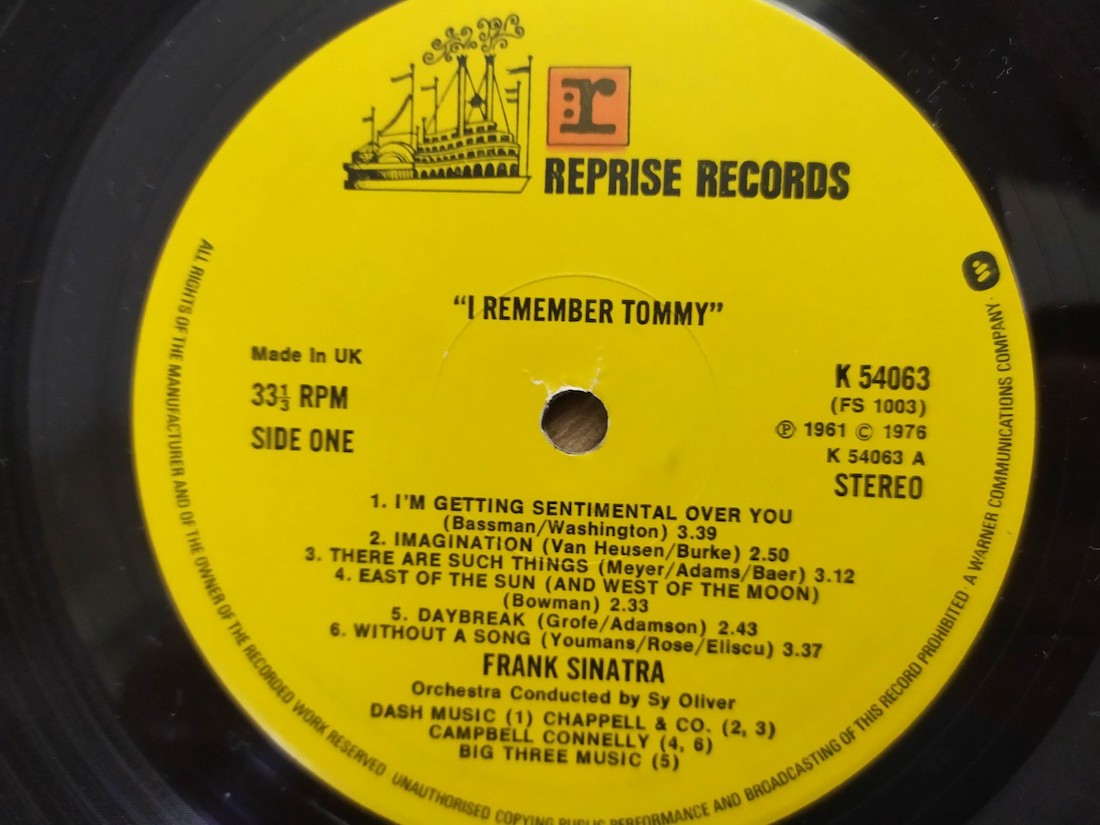 r
REPRISE RECORDS
"I REMEMBER TOMMY"
Made In UK
33⅓ RPM
SIDE ONE
K 54063
(FS 1003)
Ⓟ 1961 © 1976
K 54063 A
STEREO
1. I'M GETTING SENTIMENTAL OVER YOU
(Bassman/Washington) 3.39
2. IMAGINATION (Van Heusen/Burke) 2.50
3. THERE ARE SUCH THINGS (Meyer/Adams/Baer) 3.12
4. EAST OF THE SUN (AND WEST OF THE MOON)
(Bowman) 2.33
5. DAYBREAK (Grofe/Adamson) 2.43
6. WITHOUT A SONG (Youmans/Rose/Eliscu) 3.37
FRANK SINATRA
Orchestra Conducted by Sy Oliver
DASH MUSIC (1) CHAPPELL & CO. (2, 3)
CAMPBELL CONNELLY (4, 6)
BIG THREE MUSIC (5)
ALL RIGHTS OF THE MANUFACTURER AND OF THE OWNER OF THE RECORDED WORK RESERVED UNAUTHORISED COPYING PUBLIC PERFORMANCE AND BROADCASTING OF THIS RECORD PROHIBITED · A WARNER COMMUNICATIONS COMPANY ·